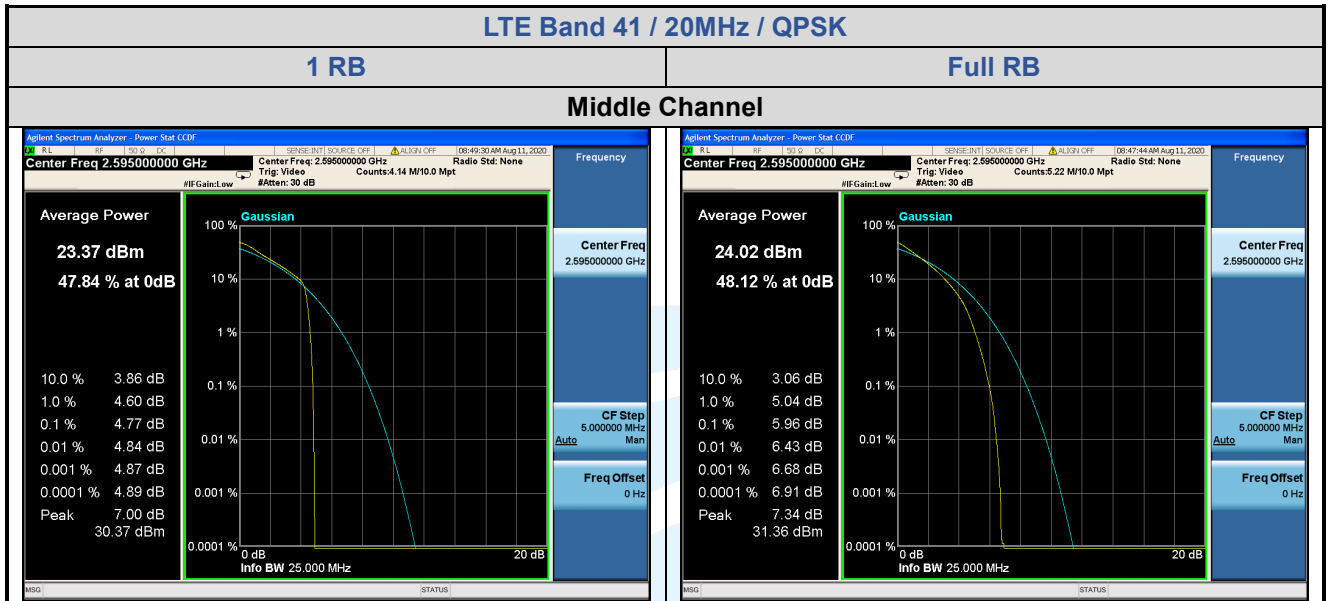 LTE Band 41 / 20MHz / QPSK
1 RB
Full RB
Middle Channel
Agilent Spectrum Analyzer - Power Stat CCDF
LXI RL RF 50 Ω DC SENSE:INT SOURCE OFF ALIGN OFF 08:49:30 AM Aug 11, 2020
Center Freq 2.595000000 GHz
Center Freq: 2.595000000 GHz Radio Std: None
Trig: Video Counts:4.14 M/10.0 Mpt
#IFGain:Low #Atten: 30 dB
Frequency
Average Power
23.37 dBm
47.84 % at 0dB
10.0 % 3.86 dB
1.0 % 4.60 dB
0.1 % 4.77 dB
0.01 % 4.84 dB
0.001 % 4.87 dB
0.0001 % 4.89 dB
Peak 7.00 dB
30.37 dBm
Gaussian
100 %
10 %
1 %
0.1 %
0.01 %
0.001 %
0.0001 %
0 dB 20 dB
Info BW 25.000 MHz
Center Freq
2.595000000 GHz
CF Step
5.000000 MHz
Auto Man
Freq Offset
0 Hz
MSG STATUS
Agilent Spectrum Analyzer - Power Stat CCDF
LXI RL RF 50 Ω DC SENSE:INT SOURCE OFF ALIGN OFF 08:47:44 AM Aug 11, 2020
Center Freq 2.595000000 GHz
Center Freq: 2.595000000 GHz Radio Std: None
Trig: Video Counts:5.22 M/10.0 Mpt
#IFGain:Low #Atten: 30 dB
Frequency
Average Power
24.02 dBm
48.12 % at 0dB
10.0 % 3.06 dB
1.0 % 5.04 dB
0.1 % 5.96 dB
0.01 % 6.43 dB
0.001 % 6.68 dB
0.0001 % 6.91 dB
Peak 7.34 dB
31.36 dBm
Gaussian
100 %
10 %
1 %
0.1 %
0.01 %
0.001 %
0.0001 %
0 dB 20 dB
Info BW 25.000 MHz
Center Freq
2.595000000 GHz
CF Step
5.000000 MHz
Auto Man
Freq Offset
0 Hz
MSG STATUS